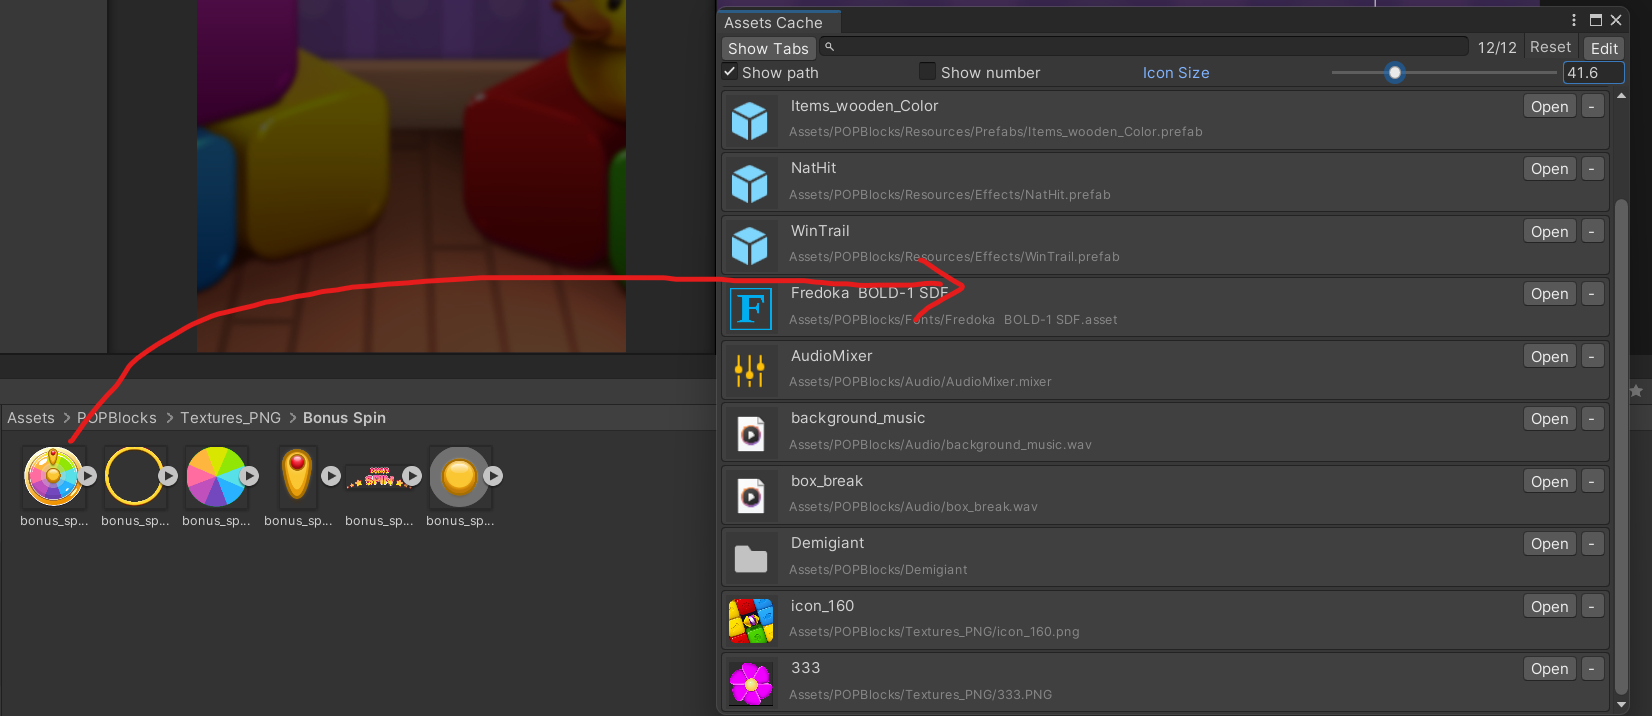 Assets Cache
Show Tabs 12/12 Reset Edit
Show path Show number Icon Size 41.6
Items_wooden_Color Open -
Assets/POPBlocks/Resources/Prefabs/Items_wooden_Color.prefab
NatHit Open -
Assets/POPBlocks/Resources/Effects/NatHit.prefab
WinTrail Open -
Assets/POPBlocks/Resources/Effects/WinTrail.prefab
F
Fredoka BOLD-1 SDF Open -
Assets/POPBlocks/Fonts/Fredoka BOLD-1 SDF.asset
AudioMixer Open -
Assets/POPBlocks/Audio/AudioMixer.mixer
background_music Open -
Assets/POPBlocks/Audio/background_music.wav
box_break Open -
Assets/POPBlocks/Audio/box_break.wav
Demigiant Open -
Assets/POPBlocks/Demigiant
icon_160 Open -
Assets/POPBlocks/Textures_PNG/icon_160.png
333 Open -
Assets/POPBlocks/Textures_PNG/333.PNG
Assets > POPBlocks > Textures_PNG > Bonus Spin
SPIN
bonus_sp... bonus_sp... bonus_sp... bonus_sp... bonus_sp... bonus_sp...